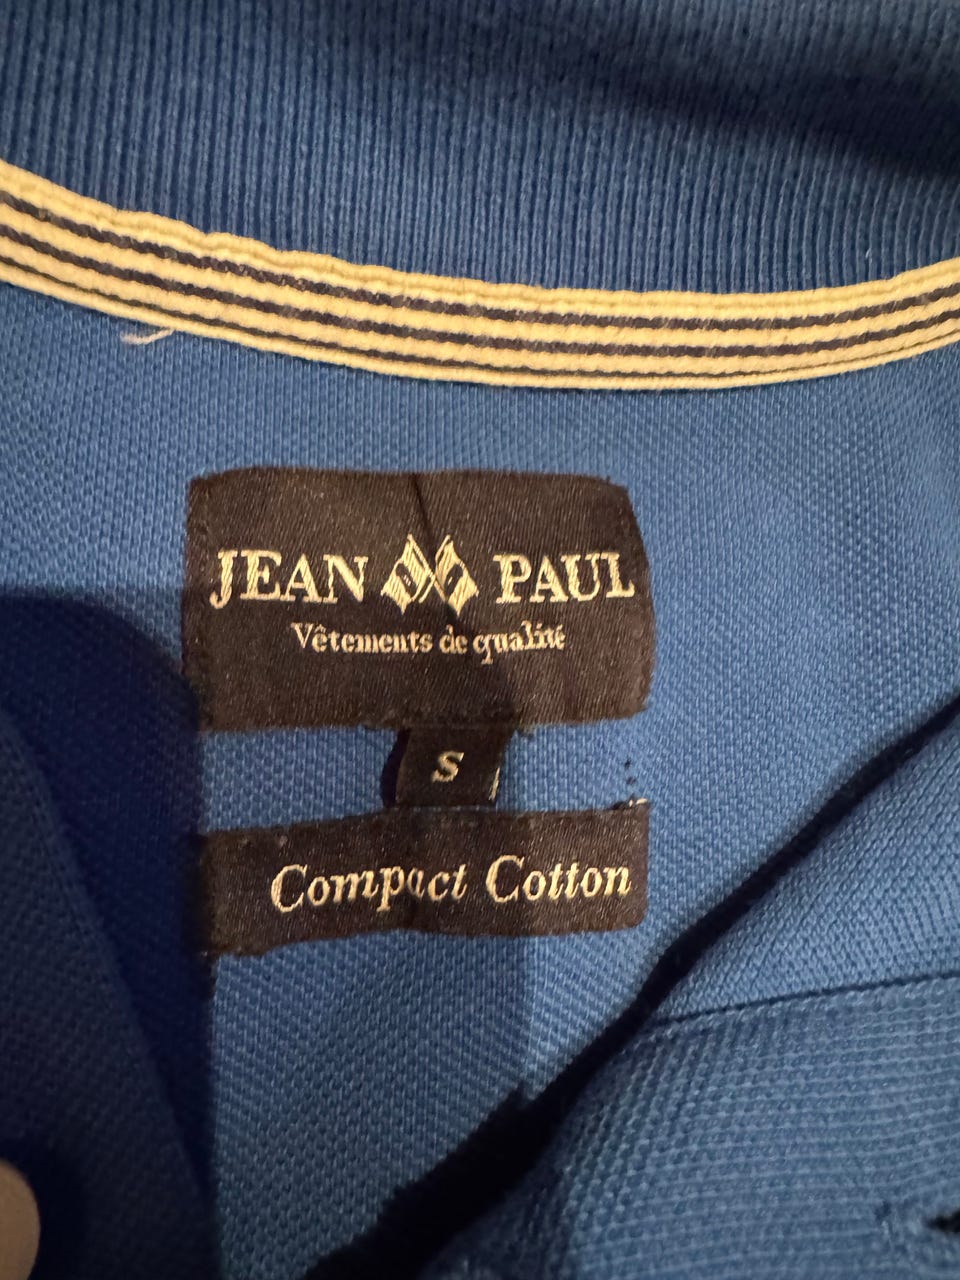 JEAN PAUL
Vêtements de qualité
S
Compact Cotton